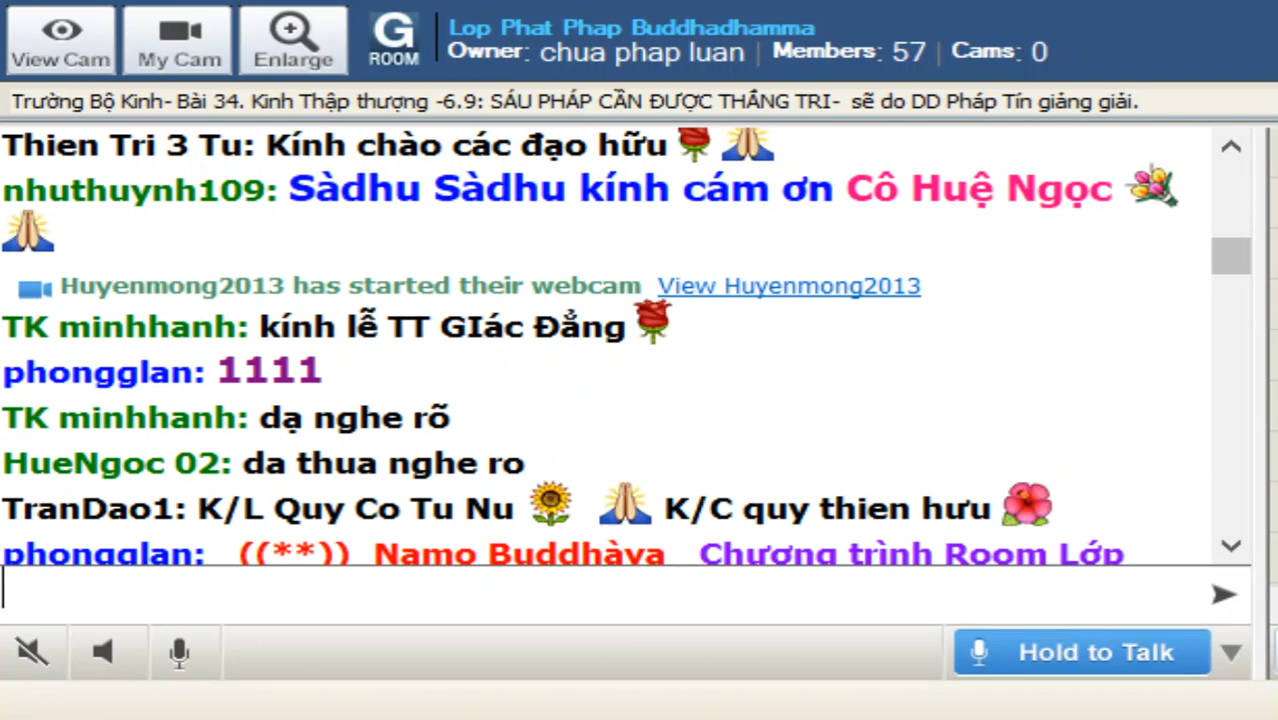 View Cam
My Cam
Enlarge
G
ROOM
Lop Phat Phap Buddhadhamma
Owner: chua phap luan | Members: 57 | Cams: 0
Trường Bộ Kinh- Bài 34. Kinh Thập thượng -6.9: SÁU PHÁP CẦN ĐƯỢC THẮNG TRI- sẽ do DD Pháp Tín giảng giải.
Thien Tri 3 Tu: Kính chào các đạo hữu
nhuthuynh109: Sàdhu Sàdhu kính cám ơn Cô Huệ Ngọc
Huyenmong2013 has started their webcam View Huyenmong2013
TK minhhanh: kính lễ TT GIác Đẳng
phongglan: 1111
TK minhhanh: dạ nghe rõ
HueNgoc 02: da thua nghe ro
TranDao1: K/L Quy Co Tu Nu K/C quy thien hưu
phongglan: ((**)) Namo Buddhàya Chương trình Room Lớp
Hold to Talk